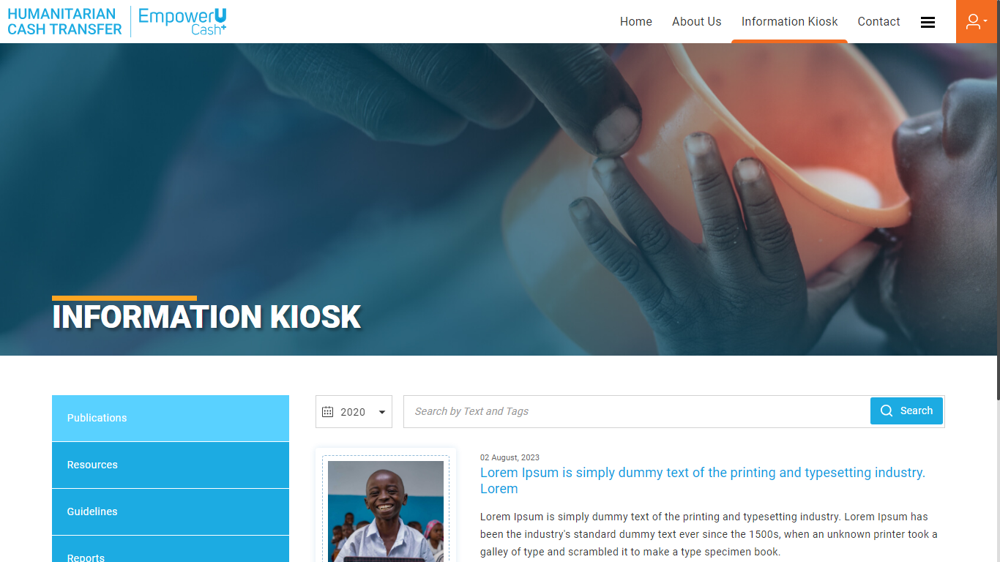 HUMANITARIAN
CASH TRANSFER
EmpowerU
Cash+
Home
About Us
Information Kiosk
Contact
INFORMATION KIOSK
Publications
Resources
Guidelines
Reports
2020
Search by Text and Tags
Search
02 August, 2023
Lorem Ipsum is simply dummy text of the printing and typesetting industry.
Lorem
Lorem Ipsum is simply dummy text of the printing and typesetting industry. Lorem Ipsum has
been the industry's standard dummy text ever since the 1500s, when an unknown printer took a
galley of type and scrambled it to make a type specimen book.